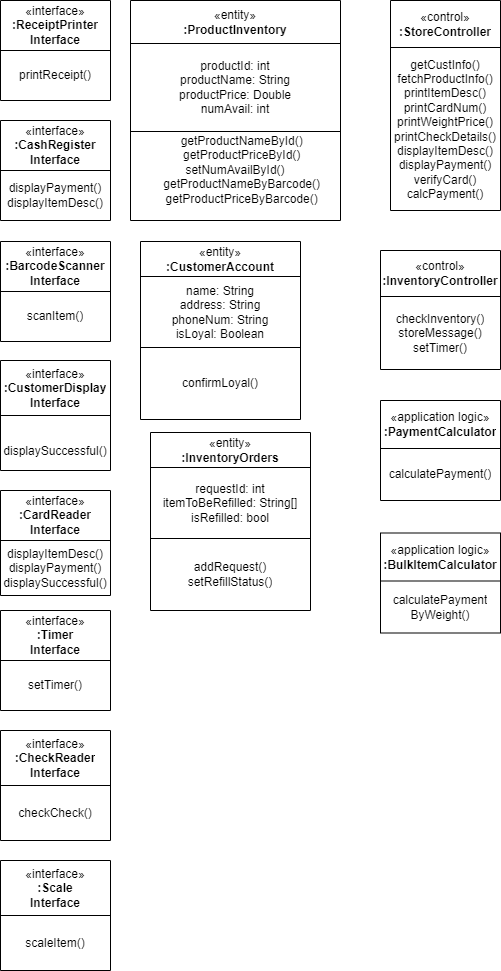 «interface»
:ReceiptPrinter
Interface
printReceipt()
«interface»
:CashRegister
Interface
displayPayment()
displayItemDesc()
«interface»
:BarcodeScanner
Interface
scanItem()
«interface»
:CustomerDisplay
Interface
displaySuccessful()
«interface»
:CardReader
Interface
displayItemDesc()
displayPayment()
displaySuccessful()
«interface»
:Timer
Interface
setTimer()
«interface»
:CheckReader
Interface
checkCheck()
«interface»
:Scale
Interface
scaleItem()
«entity»
:ProductInventory
productId: int
productName: String
productPrice: Double
numAvail: int
getProductNameById()
getProductPriceById()
setNumAvailById()
getProductNameByBarcode()
getProductPriceByBarcode()
«entity»
:CustomerAccount
name: String
address: String
phoneNum: String
isLoyal: Boolean
confirmLoyal()
«entity»
:InventoryOrders
requestId: int
itemToBeRefilled: String[]
isRefilled: bool
addRequest()
setRefillStatus()
«control»
:StoreController
getCustInfo()
fetchProductInfo()
printItemDesc()
printCardNum()
printWeightPrice()
printCheckDetails()
displayItemDesc()
displayPayment()
verifyCard()
calcPayment()
«control»
:InventoryController
checkInventory()
storeMessage()
setTimer()
«application logic»
:PaymentCalculator
calculatePayment()
«application logic»
:BulkItemCalculator
calculatePayment
ByWeight()